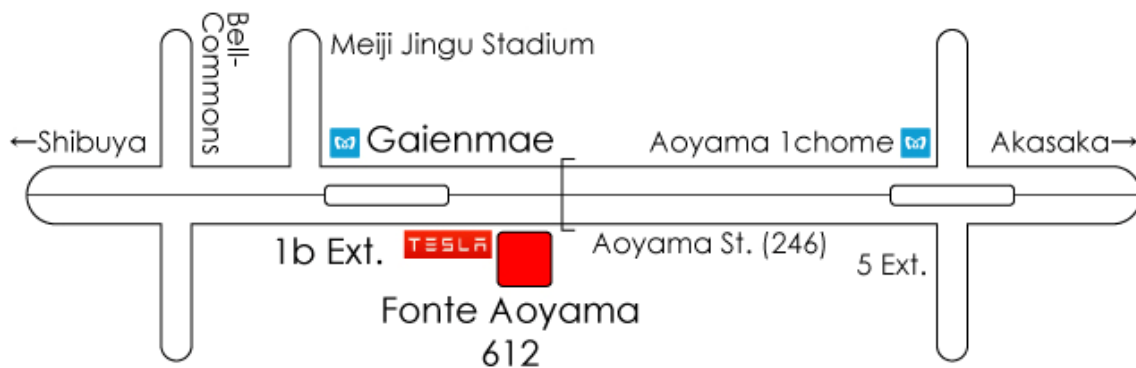 Bell-
Commons
Meiji Jingu Stadium
←Shibuya
Gaienmae
Aoyama 1chome
Akasaka→
1b Ext.
TESLA
Aoyama St. (246)
5 Ext.
Fonte Aoyama
612